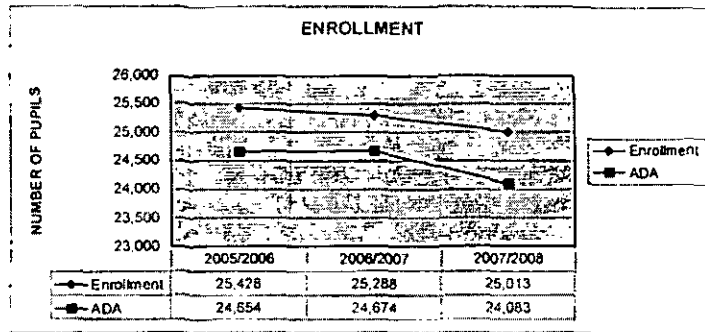 ENROLLMENT
NUMBER OF PUPILS
26,000
25,500
25,000
24,500
24,000
23,500
23,000
2005/2006 2006/2007 2007/2008
Enrollment 25,428 25,288 25,013
ADA 24,654 24,674 24,083
Enrollment
ADA